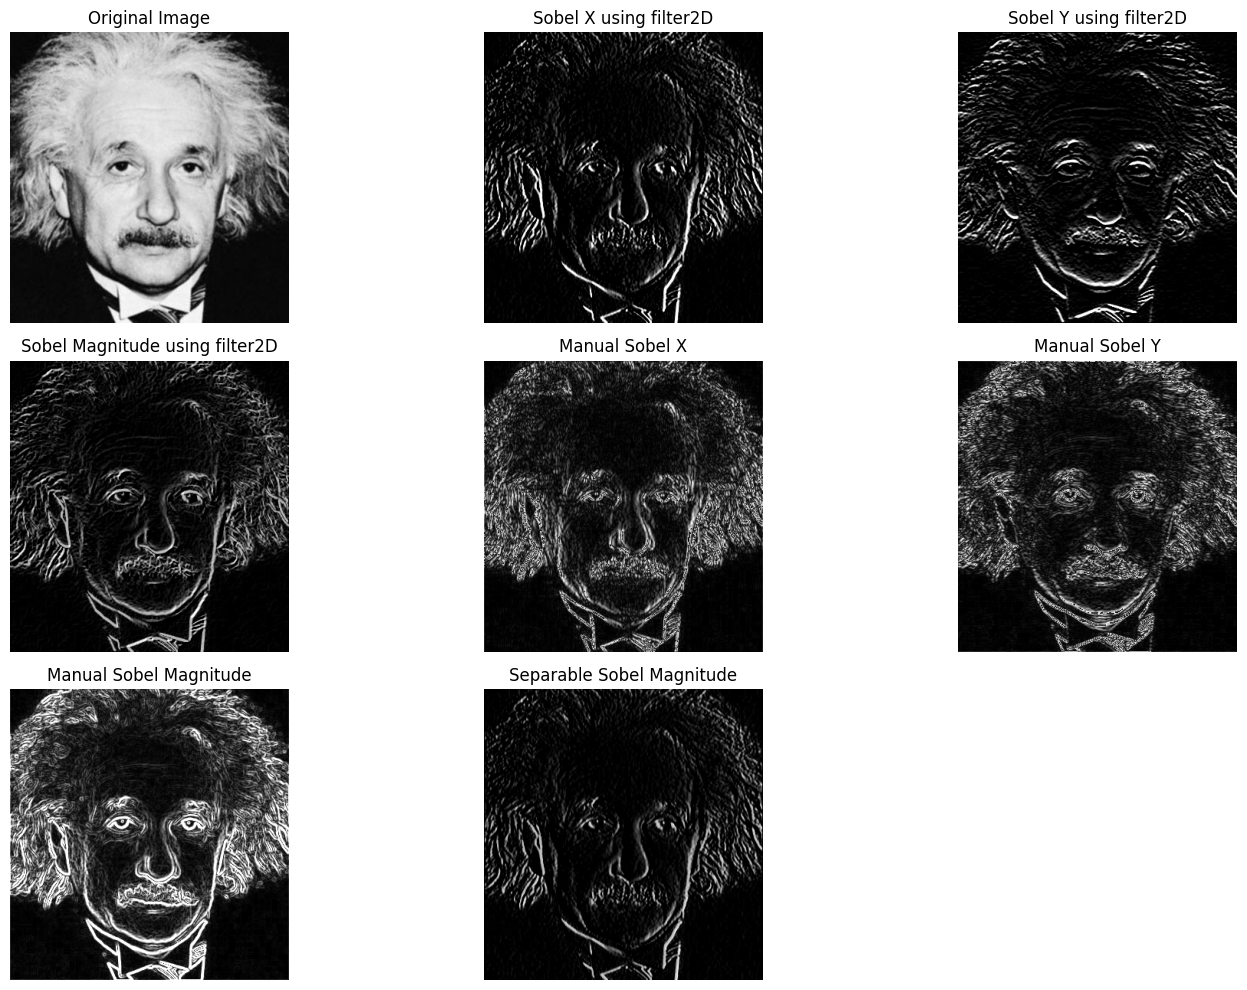 Original Image
Sobel X using filter2D
Sobel Y using filter2D
Sobel Magnitude using filter2D
Manual Sobel X
Manual Sobel Y
Manual Sobel Magnitude
Separable Sobel Magnitude